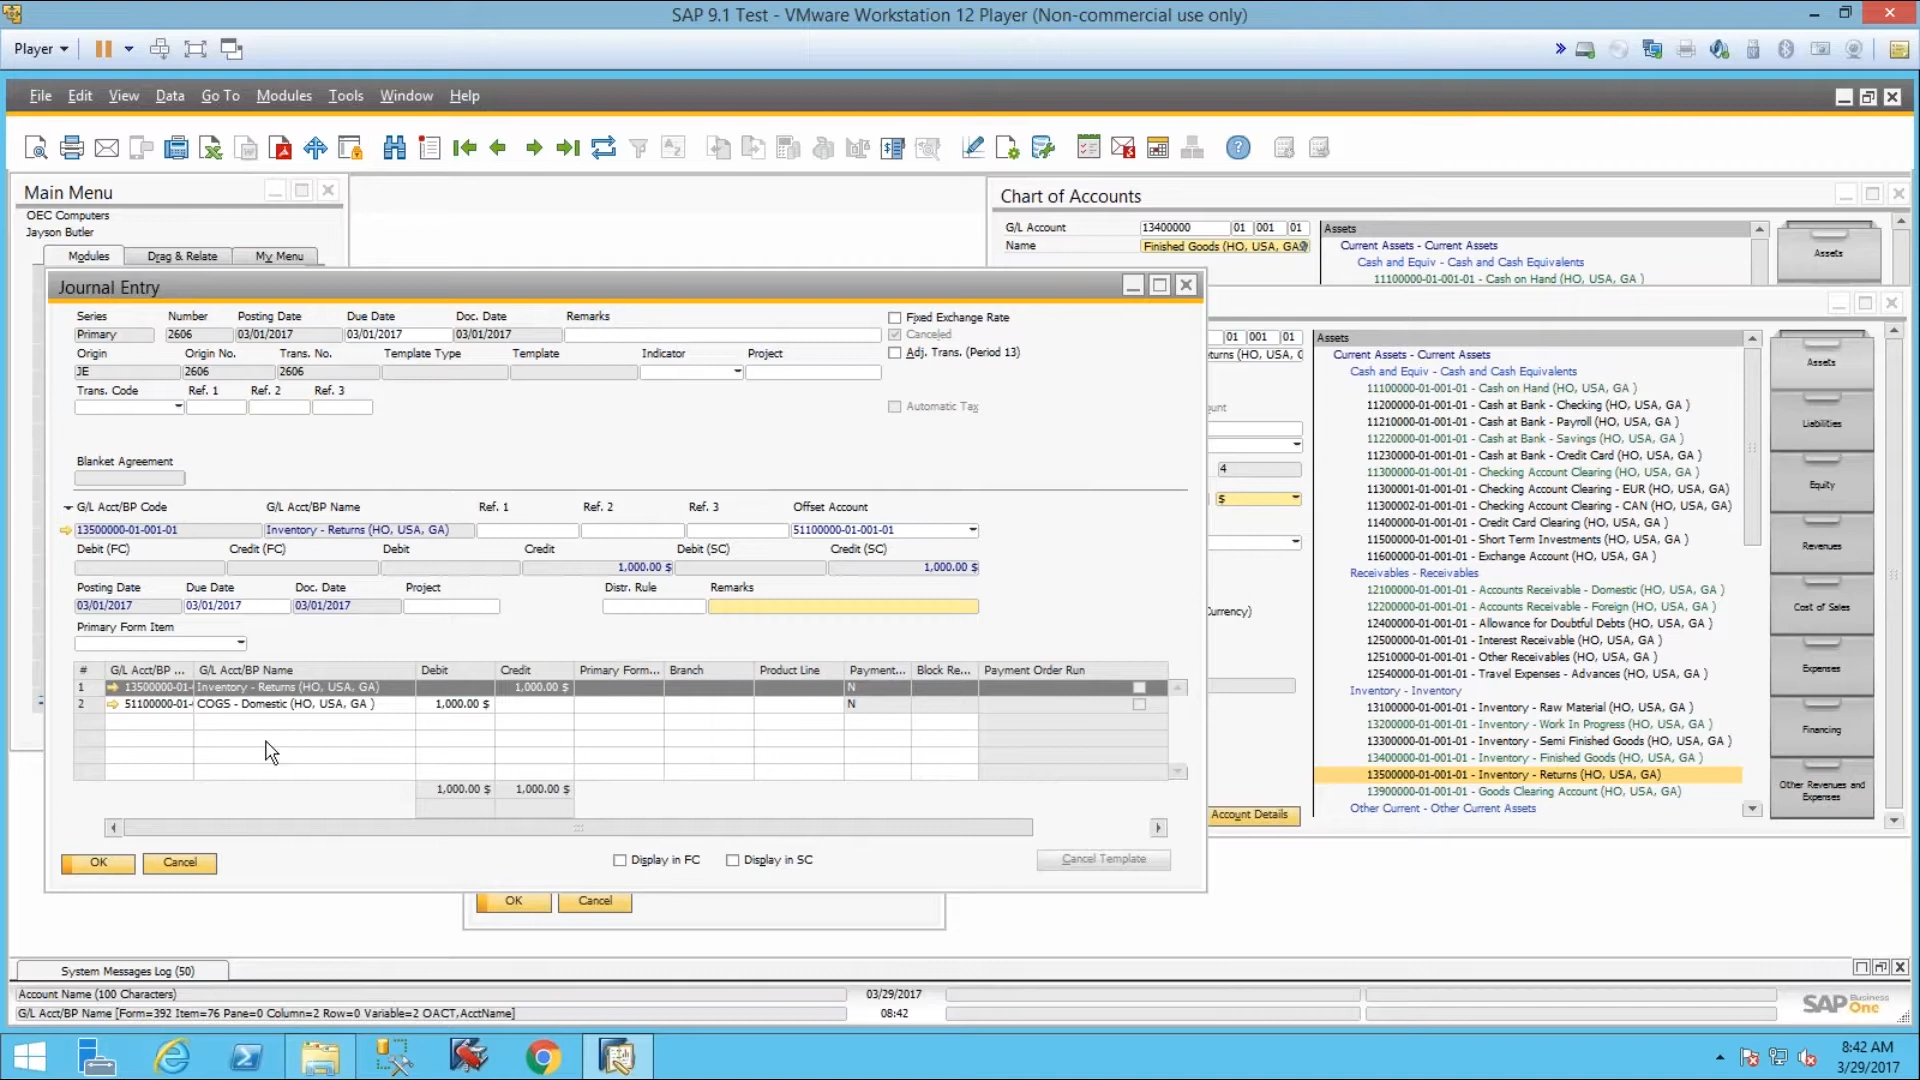 SAP 9.1 Test - VMware Workstation 12 Player (Non-commercial use only)
Player
File Edit View Data Go To Modules Tools Window Help
Main Menu
OEC Computers
Jayson Butler
Modules Drag & Relate My Menu
Chart of Accounts
G/L Account 13400000 01 001 01
Name Finished Goods (HO, USA, GA
Assets
Current Assets - Current Assets
Cash and Equiv - Cash and Cash Equivalents
11100000-01-001-01 - Cash on Hand (HO, USA, GA )
Assets
Journal Entry
Series Number Posting Date Due Date Doc. Date Remarks
Primary 2606 03/01/2017 03/01/2017 03/01/2017
Origin Origin No. Trans. No. Template Type Template Indicator Project
JE 2606 2606
Trans. Code Ref. 1 Ref. 2 Ref. 3
Fixed Exchange Rate
Canceled
Adj. Trans. (Period 13)
Automatic Tax
Blanket Agreement
G/L Acct/BP Code G/L Acct/BP Name Ref. 1 Ref. 2 Ref. 3 Offset Account
13500000-01-001-01 Inventory - Returns (HO, USA, GA) 51100000-01-001-01
Debit (FC) Credit (FC) Debit Credit Debit (SC) Credit (SC)
1,000.00 $ 1,000.00 $
Posting Date Due Date Doc. Date Project Distr. Rule Remarks
03/01/2017 03/01/2017 03/01/2017
Primary Form Item
# G/L Acct/BP ... G/L Acct/BP Name Debit Credit Primary Form... Branch Product Line Payment... Block Re... Payment Order Run
1 13500000-01- Inventory - Returns (HO, USA, GA) 1,000.00 $ N
2 51100000-01- COGS - Domestic (HO, USA, GA ) 1,000.00 $ N
1,000.00 $ 1,000.00 $
Display in FC Display in SC
OK Cancel Cancel Template
01 001 01
turns (HO, USA, G
unt
4
$
Currency)
Account Details
Assets
Current Assets - Current Assets
Cash and Equiv - Cash and Cash Equivalents
11100000-01-001-01 - Cash on Hand (HO, USA, GA )
11200000-01-001-01 - Cash at Bank - Checking (HO, USA, GA )
11210000-01-001-01 - Cash at Bank - Payroll (HO, USA, GA )
11220000-01-001-01 - Cash at Bank - Savings (HO, USA, GA )
11230000-01-001-01 - Cash at Bank - Credit Card (HO, USA, GA )
11300000-01-001-01 - Checking Account Clearing (HO, USA, GA )
11300001-01-001-01 - Checking Account Clearing - EUR (HO, USA, GA )
11300002-01-001-01 - Checking Account Clearing - CAN (HO, USA, GA )
11400000-01-001-01 - Credit Card Clearing (HO, USA, GA )
11500000-01-001-01 - Short Term Investments (HO, USA, GA )
11600000-01-001-01 - Exchange Account (HO, USA, GA )
Receivables - Receivables
12100000-01-001-01 - Accounts Receivable - Domestic (HO, USA, GA )
12200000-01-001-01 - Accounts Receivable - Foreign (HO, USA, GA )
12400000-01-001-01 - Allowance for Doubtful Debts (HO, USA, GA )
12500000-01-001-01 - Interest Receivable (HO, USA, GA )
12510000-01-001-01 - Other Receivables (HO, USA, GA )
12540000-01-001-01 - Travel Expenses - Advances (HO, USA, GA )
Inventory - Inventory
13100000-01-001-01 - Inventory - Raw Material (HO, USA, GA )
13200000-01-001-01 - Inventory - Work In Progress (HO, USA, GA )
13300000-01-001-01 - Inventory - Semi Finished Goods (HO, USA, GA )
13400000-01-001-01 - Inventory - Finished Goods (HO, USA, GA )
13500000-01-001-01 - Inventory - Returns (HO, USA, GA)
13900000-01-001-01 - Goods Clearing Account (HO, USA, GA)
Other Current - Other Current Assets
Assets
Liabilities
Equity
Revenues
Cost of Sales
Expenses
Financing
Other Revenues and
Expenses
OK Cancel
System Messages Log (50)
Account Name (100 Characters) 03/29/2017
G/L Acct/BP Name [Form=392 Item=76 Pane=0 Column=2 Row=0 Variable=2 OACT,AcctName] 08:42
SAP Business One
8:42 AM
3/29/2017